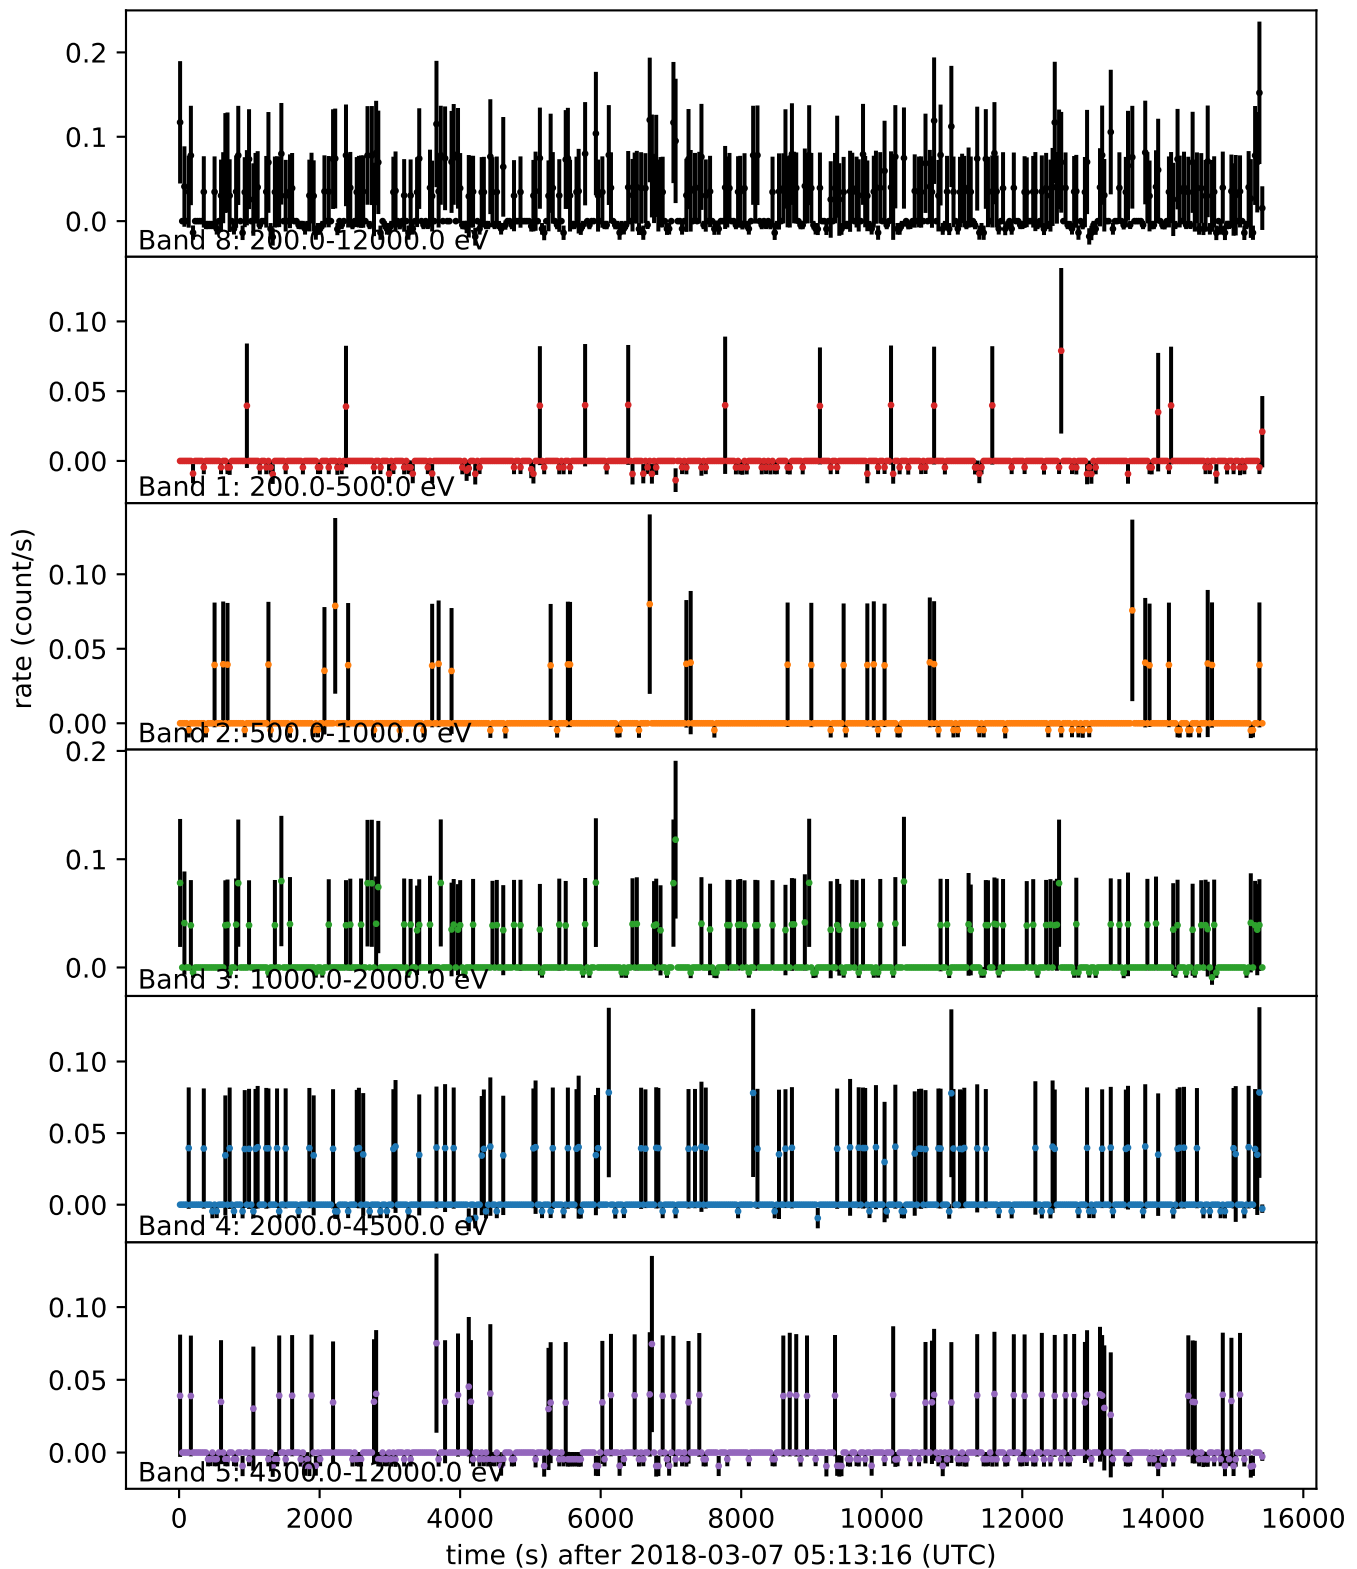 0.2
0.1
0.0
Band 8: 200.0-12000.0 eV
0.10
0.05
0.00
Band 1: 200.0-500.0 eV
rate (count/s)
0.10
0.05
0.00
Band 2: 500.0-1000.0 eV
0.2
0.1
0.0
Band 3: 1000.0-2000.0 eV
0.10
0.05
0.00
Band 4: 2000.0-4500.0 eV
0.10
0.05
0.00
Band 5: 4500.0-12000.0 eV
0 2000 4000 6000 8000 10000 12000 14000 16000
time (s) after 2018-03-07 05:13:16 (UTC)